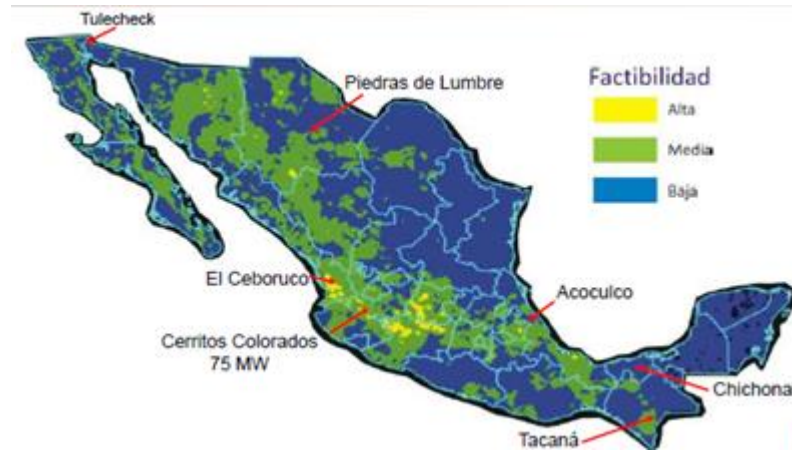 Tulecheck
Piedras de Lumbre
Factibilidad
Alta
Media
Baja
El Ceboruco
Acoculco
Cerritos Colorados
75 MW
Chichona
Tacaná